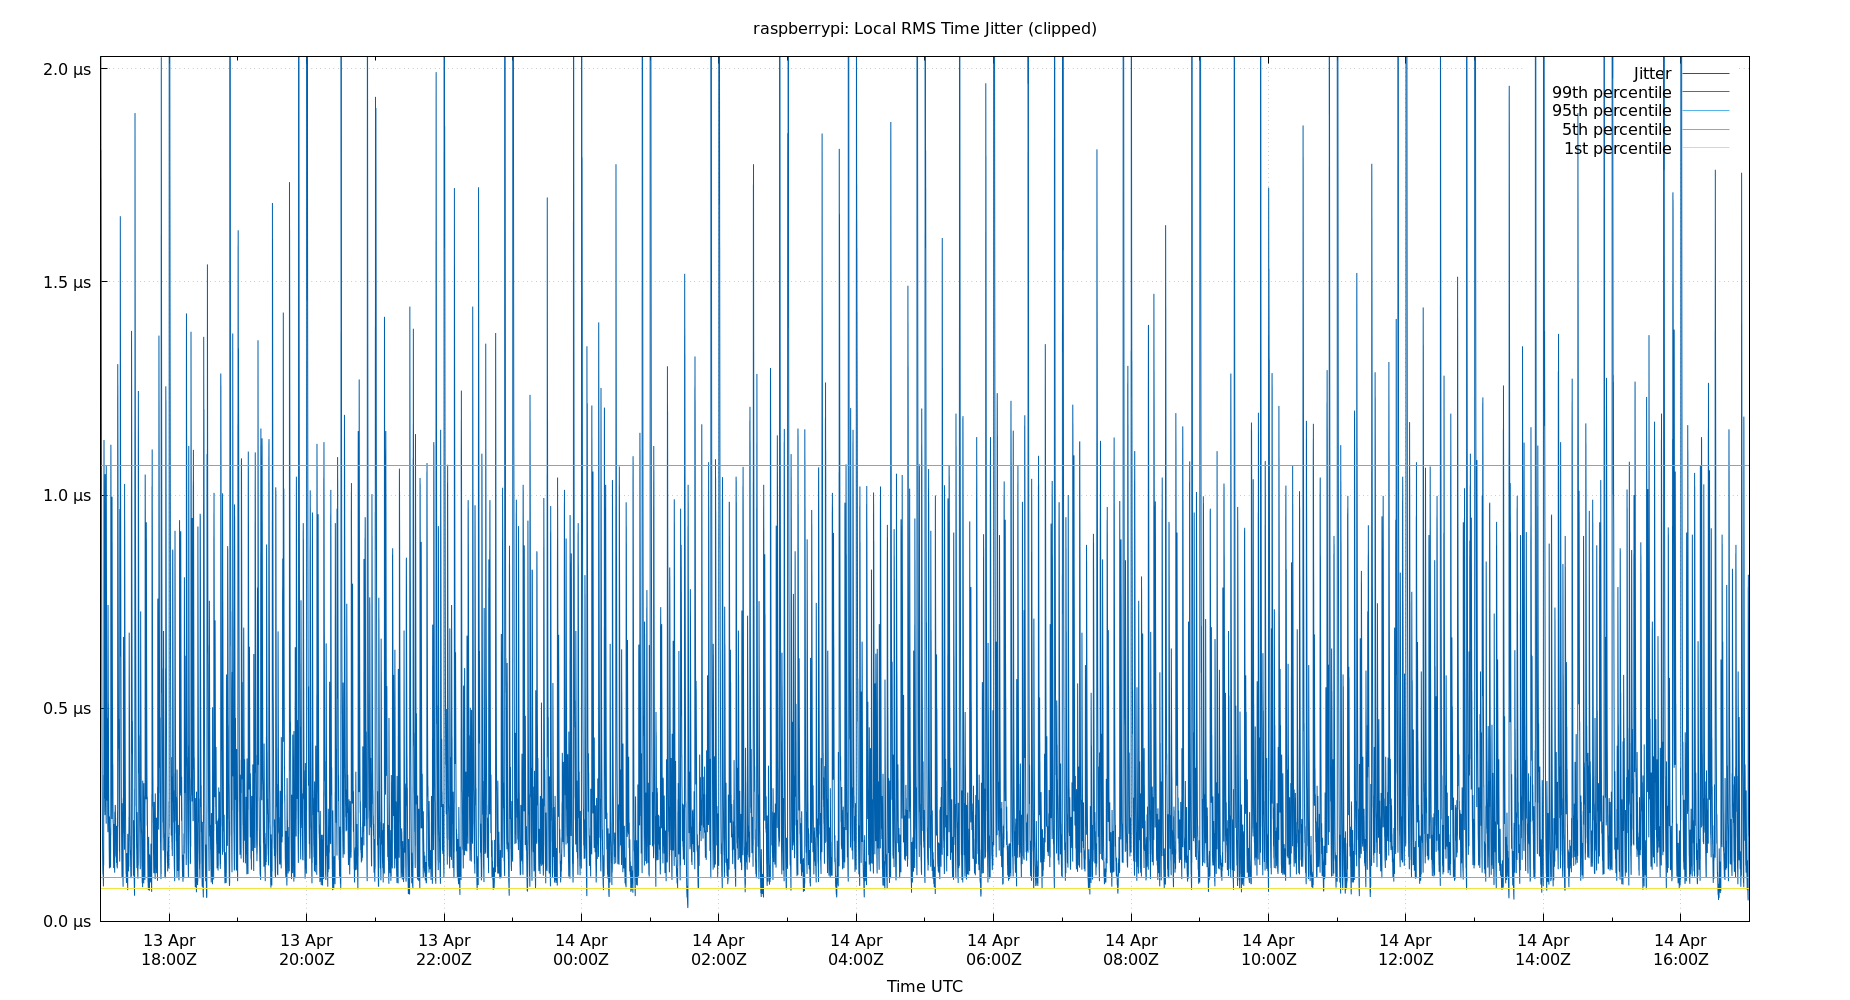 raspberrypi: Local RMS Time Jitter (clipped)
2.0 µs
1.5 µs
1.0 µs
0.5 µs
0.0 µs
Jitter
99th percentile
95th percentile
5th percentile
1st percentile
13 Apr 13 Apr 13 Apr 14 Apr 14 Apr 14 Apr 14 Apr 14 Apr 14 Apr 14 Apr 14 Apr 14 Apr
18:00Z 20:00Z 22:00Z 00:00Z 02:00Z 04:00Z 06:00Z 08:00Z 10:00Z 12:00Z 14:00Z 16:00Z
Time UTC